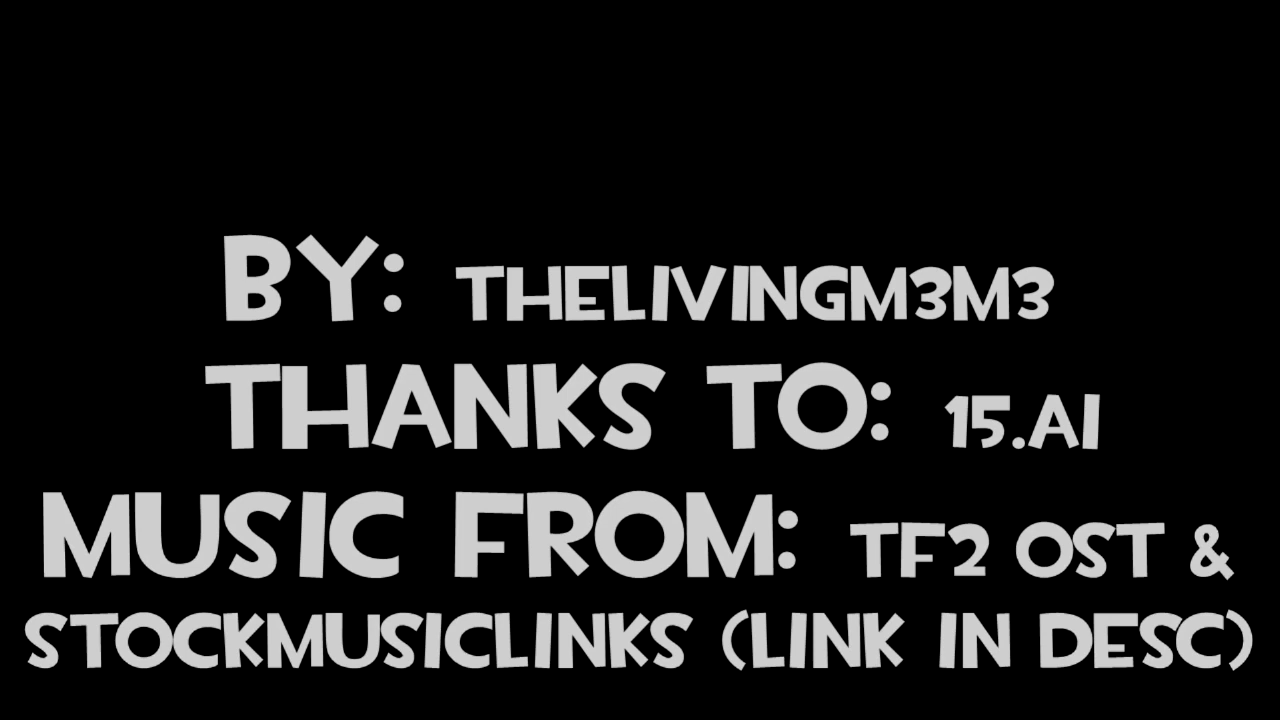 BY: THELIVINGM3M3
THANKS TO: 15.AI
MUSIC FROM: TF2 OST &
STOCKMUSICLINKS (LINK IN DESC)